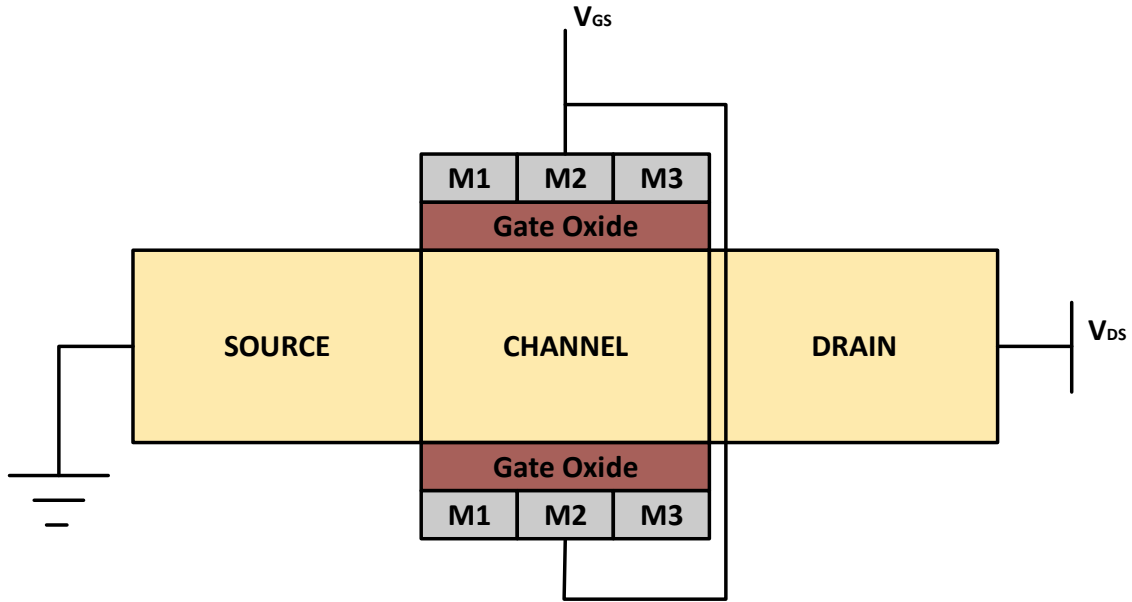 VGS
M1 M2 M3
Gate Oxide
SOURCE CHANNEL DRAIN
VDS
Gate Oxide
M1 M2 M3